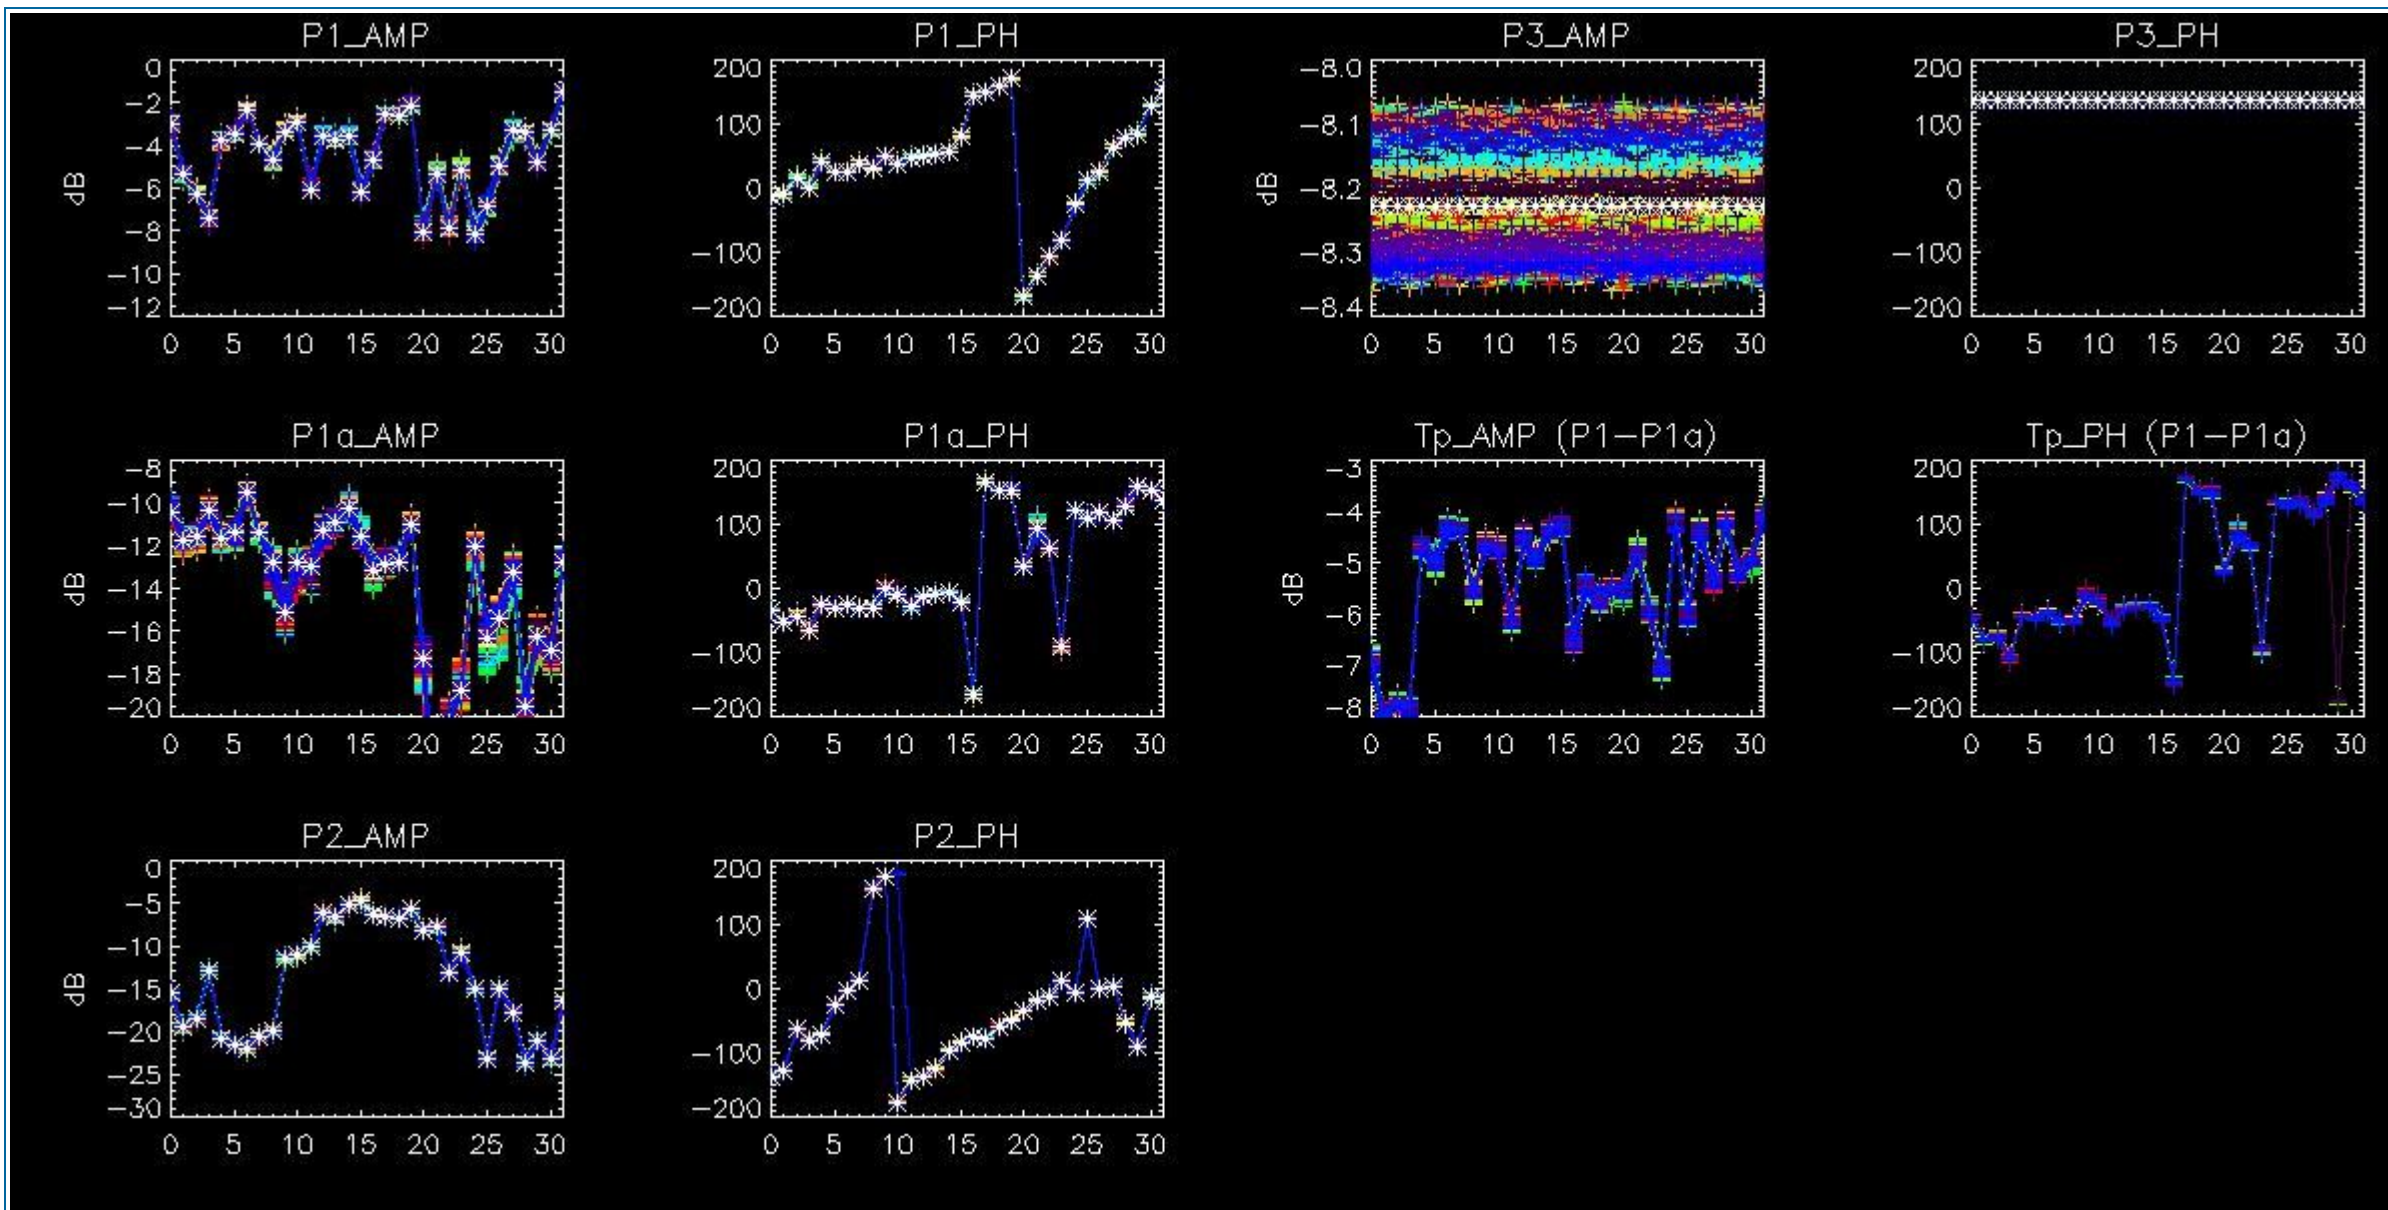 P1_AMP P1_PH P3_AMP P3_PH
0 200 -8.0 200
-2
-4 100 -8.1 100
dB -6 0 dB -8.2 0
-8
-10 -100 -8.3 -100
-12 -200 -8.4 -200
0 5 10 15 20 25 30 0 5 10 15 20 25 30 0 5 10 15 20 25 30 0 5 10 15 20 25 30
P1a_AMP P1a_PH Tp_AMP (P1-P1a) Tp_PH (P1-P1a)
-8 200 -3 200
-10 100 -4 100
-12
dB -14 0 dB -5 0
-16 -100 -6 -100
-18 -7
-20 -200 -8 -200
0 5 10 15 20 25 30 0 5 10 15 20 25 30 0 5 10 15 20 25 30 0 5 10 15 20 25 30
P2_AMP P2_PH
0 200
-5 100
-10
dB -15 0
-20 -100
-25
-30 -200
0 5 10 15 20 25 30 0 5 10 15 20 25 30